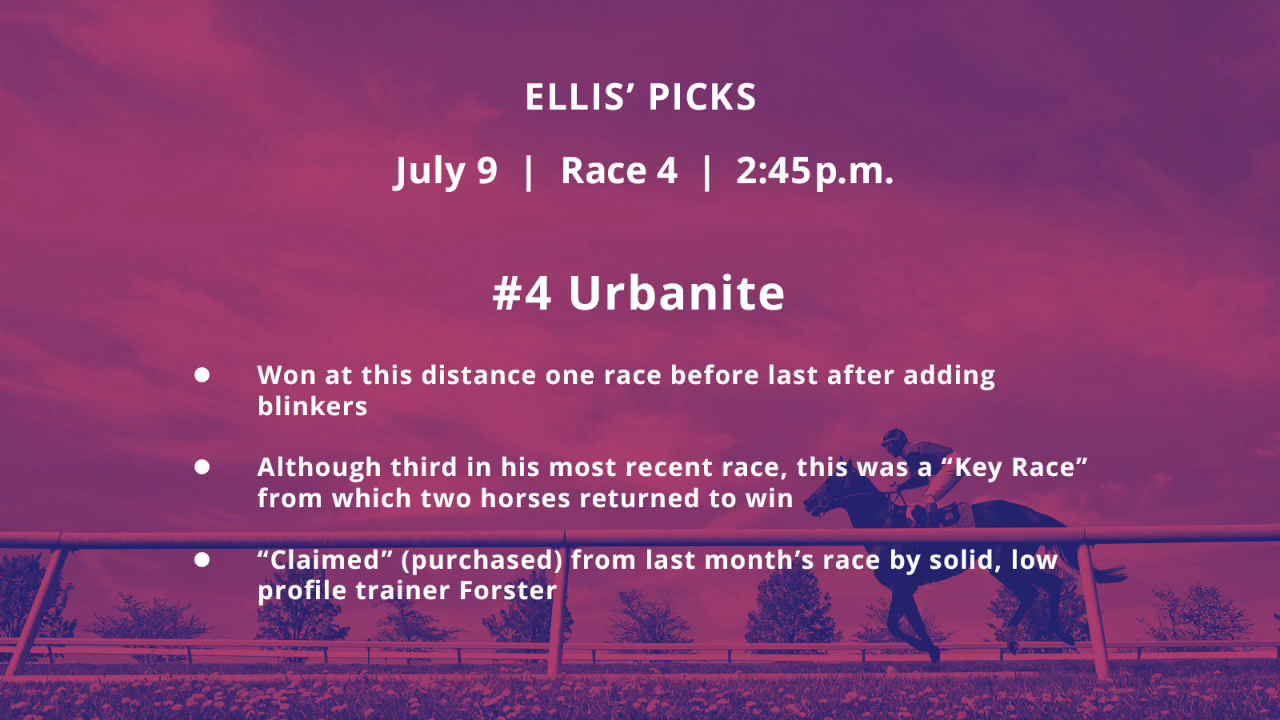 ELLIS’ PICKS
July 9 | Race 4 | 2:45p.m.
#4 Urbanite
● Won at this distance one race before last after adding
blinkers
● Although third in his most recent race, this was a “Key Race”
from which two horses returned to win
● “Claimed” (purchased) from last month’s race by solid, low
profile trainer Forster